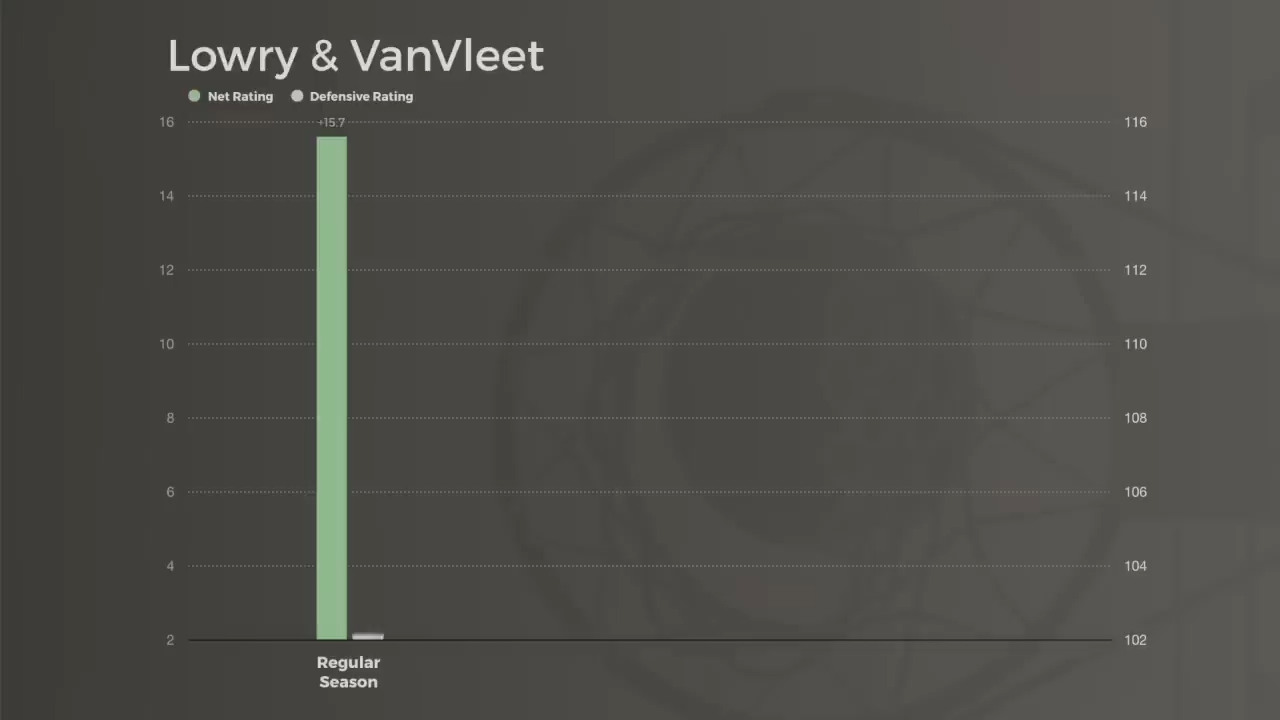 Lowry & VanVleet
Net Rating Defensive Rating
16 +15.7 116
14 114
12 112
10 110
8 108
6 106
4 104
2 102
Regular
Season